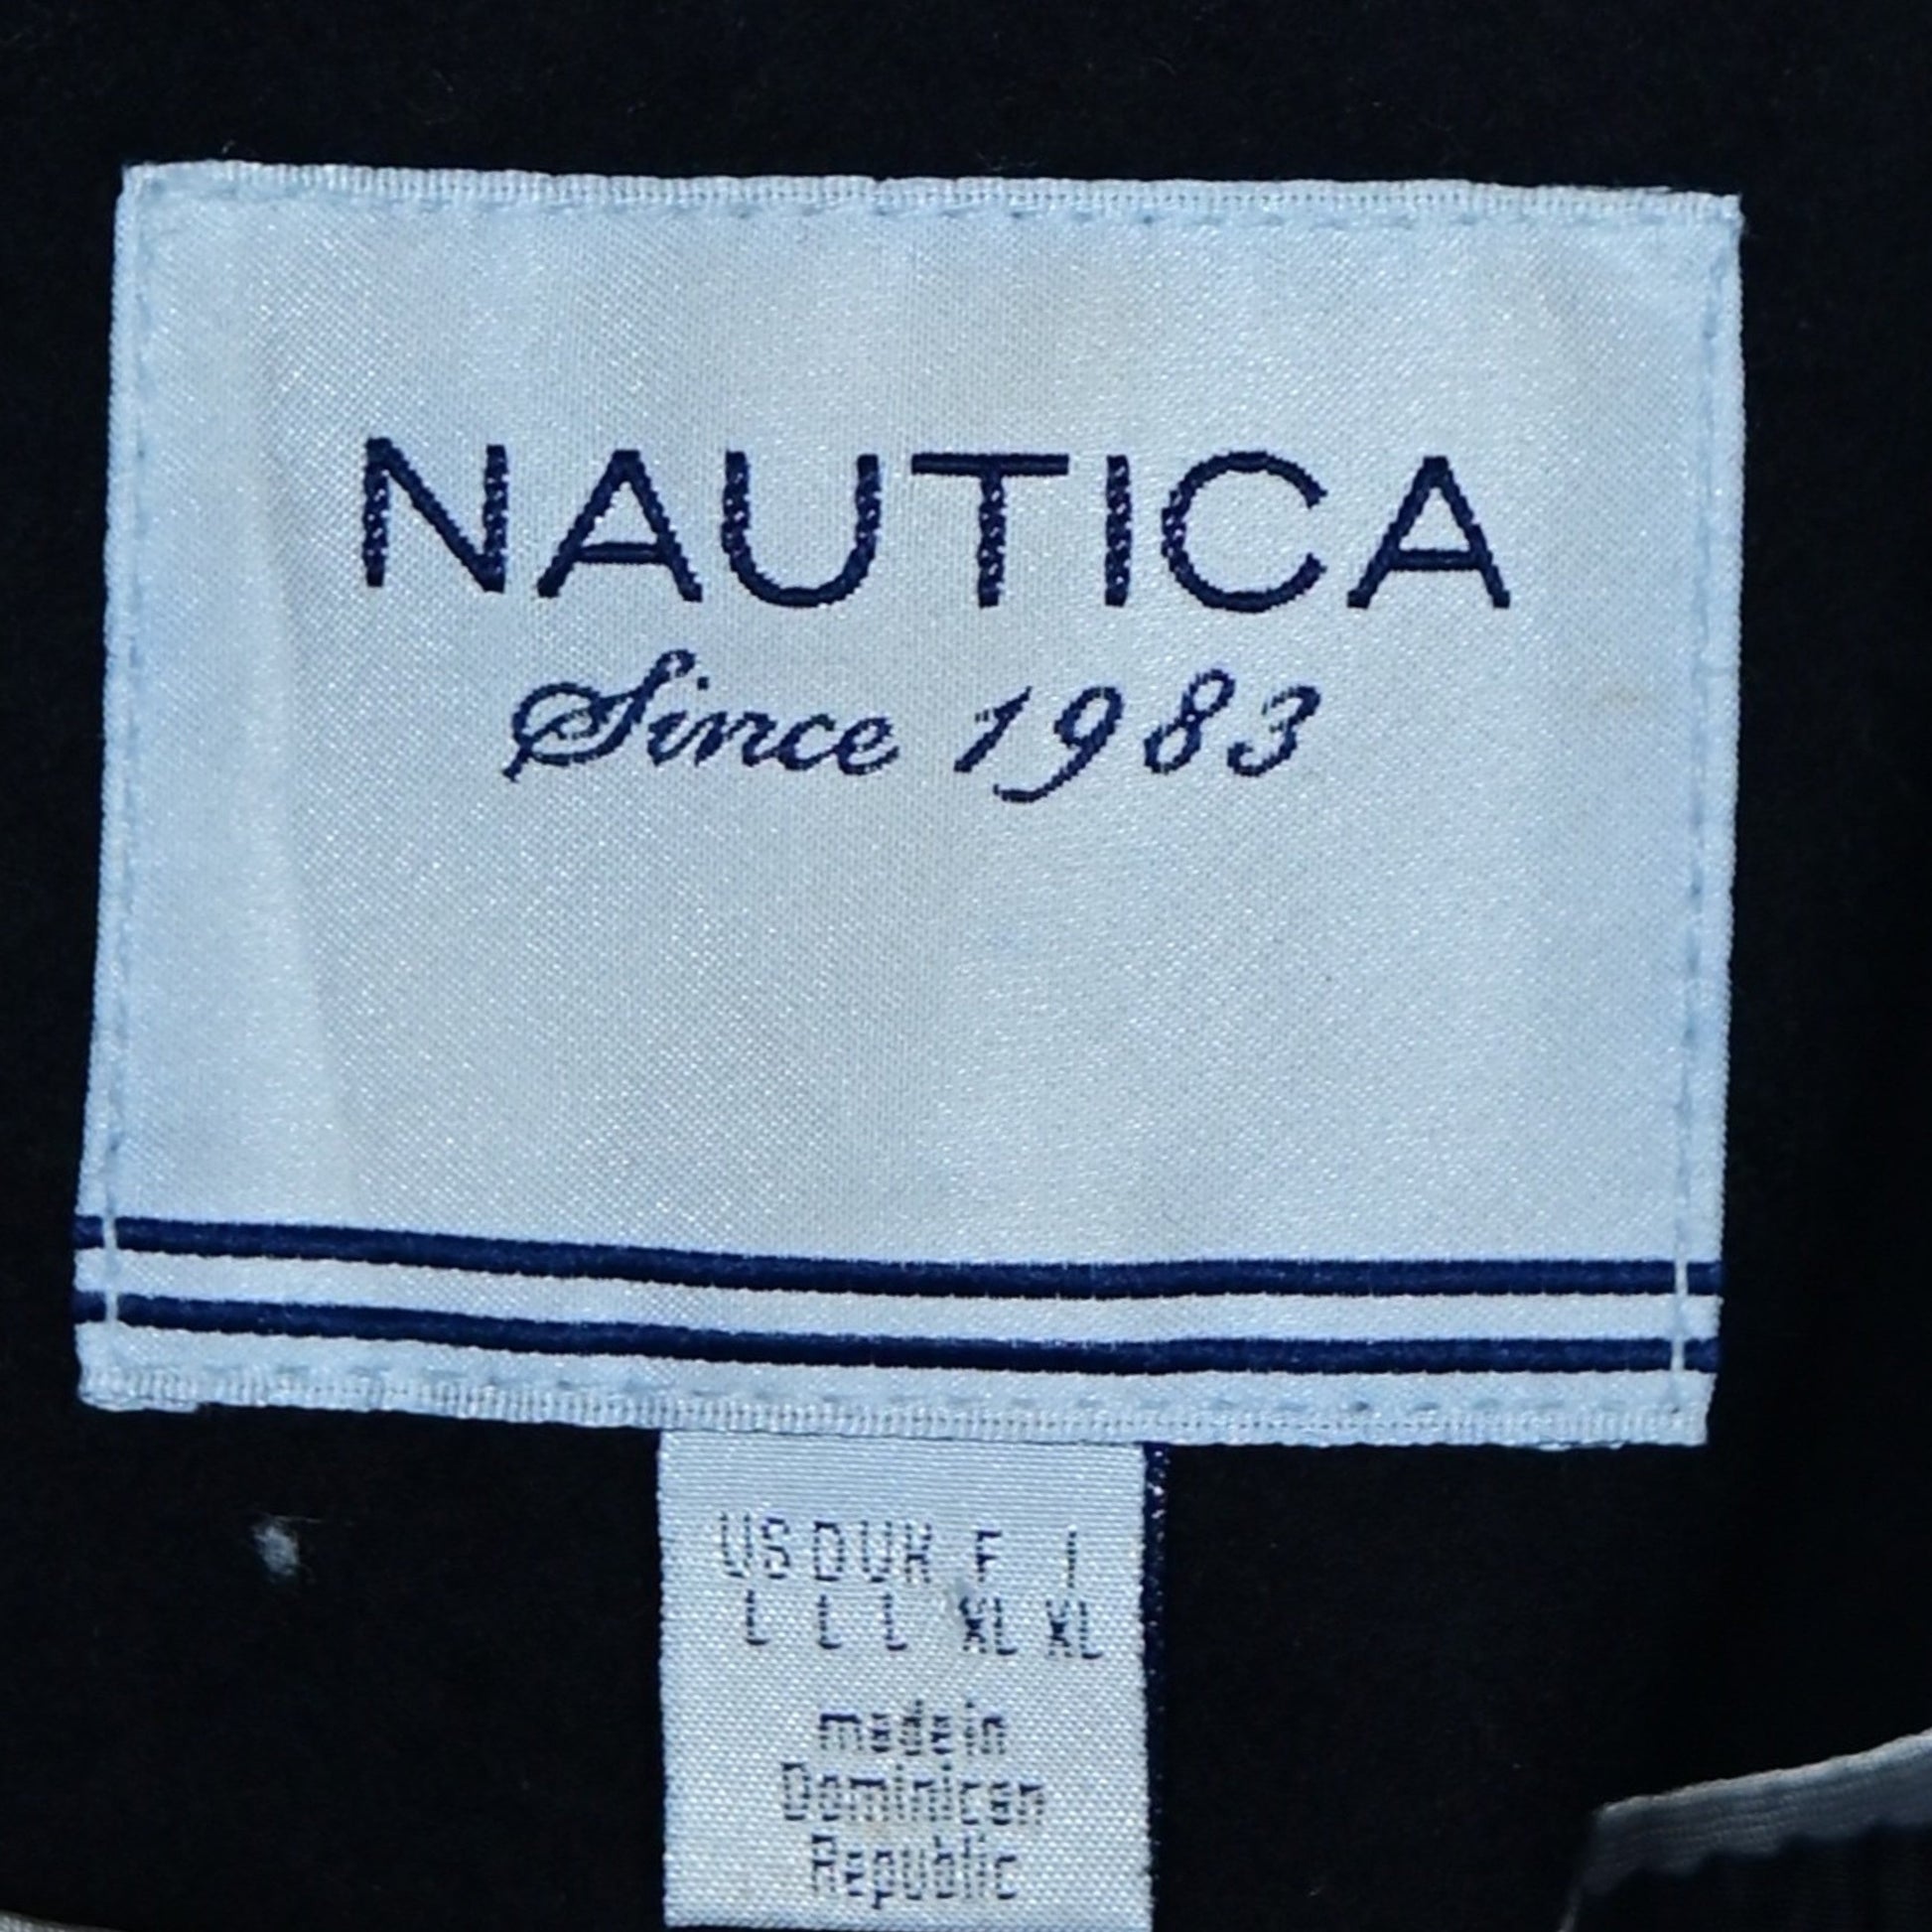 NAUTICA
Since 1983
US D UK F I
L L L XL XL
made in
Dominican
Republic